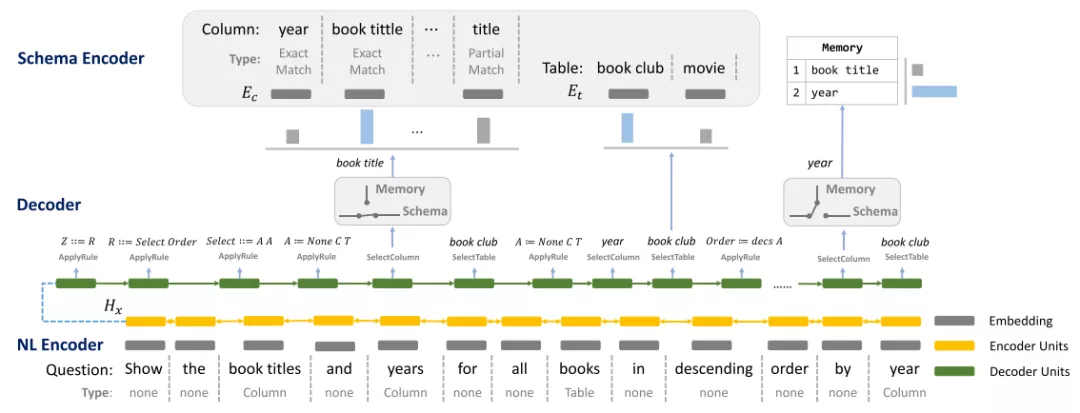 Schema Encoder
Column: year book tittle ... title
Type: Exact Match Exact Match ... Partial Match
Table: book club movie
E_c E_t
Memory
1 book title
2 year
...
book title
year
Memory
Schema
Memory
Schema
Decoder
Z ::= R R ::= Select Order Select ::= A A A ::= None C T book club A ::= None C T year book club Order ≔ decs A book club
ApplyRule ApplyRule ApplyRule ApplyRule SelectColumn SelectTable ApplyRule SelectColumn SelectTable ApplyRule SelectColumn SelectTable
......
H_x
NL Encoder
Question: Show the book titles and years for all books in descending order by year
Type: none none Column none Column none none Table none none none none Column
Embedding
Encoder Units
Decoder Units